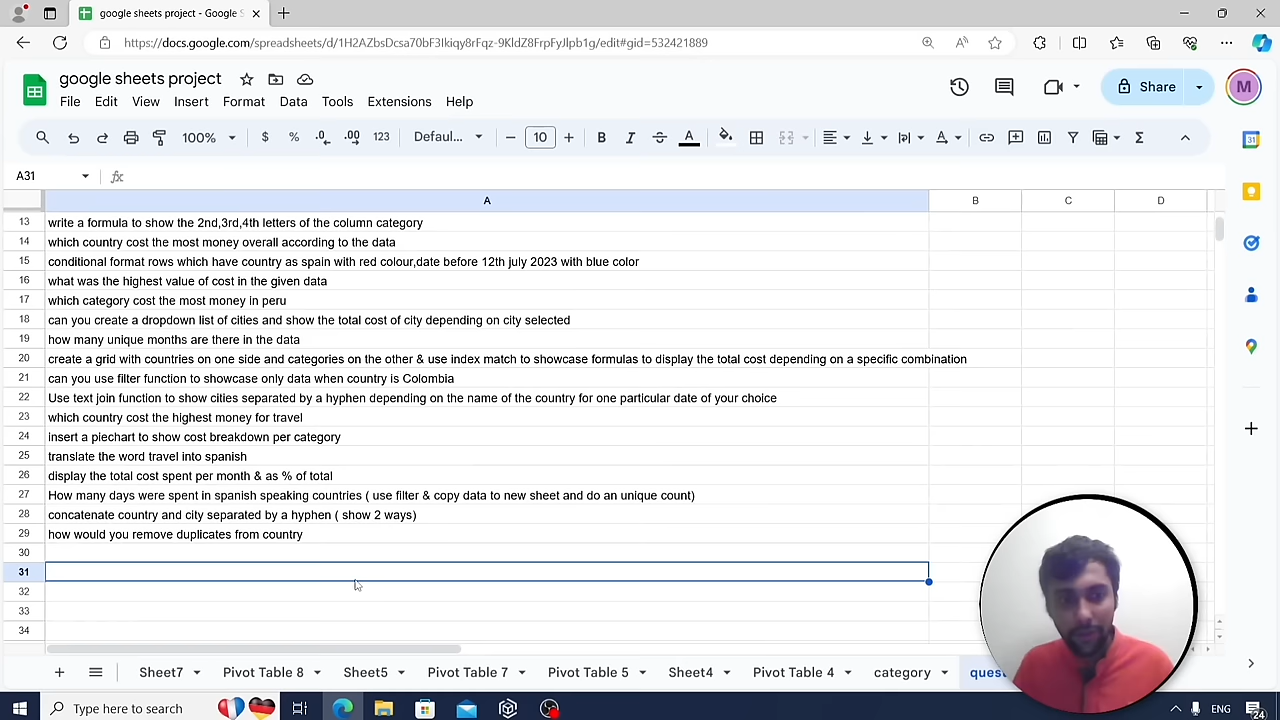 google sheets project - Google S
https://docs.google.com/spreadsheets/d/1H2AZbsDcsa70bF3Ikiqy8rFqz-9KldZ8FrpFyJlpb1g/edit#gid=532421889
google sheets project
File Edit View Insert Format Data Tools Extensions Help
Share
M
100% $ % .0 .00 123 Defaul... 10 B I A A Σ
A31 fx
A B C D
13 write a formula to show the 2nd,3rd,4th letters of the column category
14 which country cost the most money overall according to the data
15 conditional format rows which have country as spain with red colour,date before 12th july 2023 with blue color
16 what was the highest value of cost in the given data
17 which category cost the most money in peru
18 can you create a dropdown list of cities and show the total cost of city depending on city selected
19 how many unique months are there in the data
20 create a grid with countries on one side and categories on the other & use index match to showcase formulas to display the total cost depending on a specific combination
21 can you use filter function to showcase only data when country is Colombia
22 Use text join function to show cities separated by a hyphen depending on the name of the country for one particular date of your choice
23 which country cost the highest money for travel
24 insert a piechart to show cost breakdown per category
25 translate the word travel into spanish
26 display the total cost spent per month & as % of total
27 How many days were spent in spanish speaking countries ( use filter & copy data to new sheet and do an unique count)
28 concatenate country and city separated by a hyphen ( show 2 ways)
29 how would you remove duplicates from country
30
31
32
33
34
Sheet7 Pivot Table 8 Sheet5 Pivot Table 7 Pivot Table 5 Sheet4 Pivot Table 4 category quest
Type here to search
ENG
24